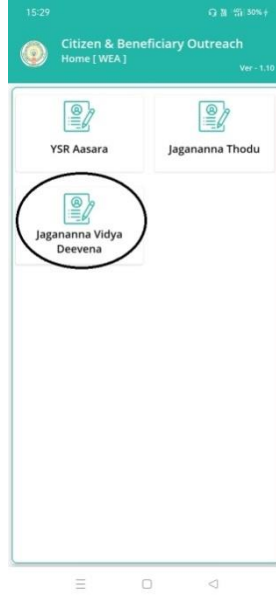 15:29
30%
Citizen & Beneficiary Outreach
Home [ WEA ]
Ver - 1.10
YSR Aasara
Jagananna Thodu
Jagananna Vidya
Deevena